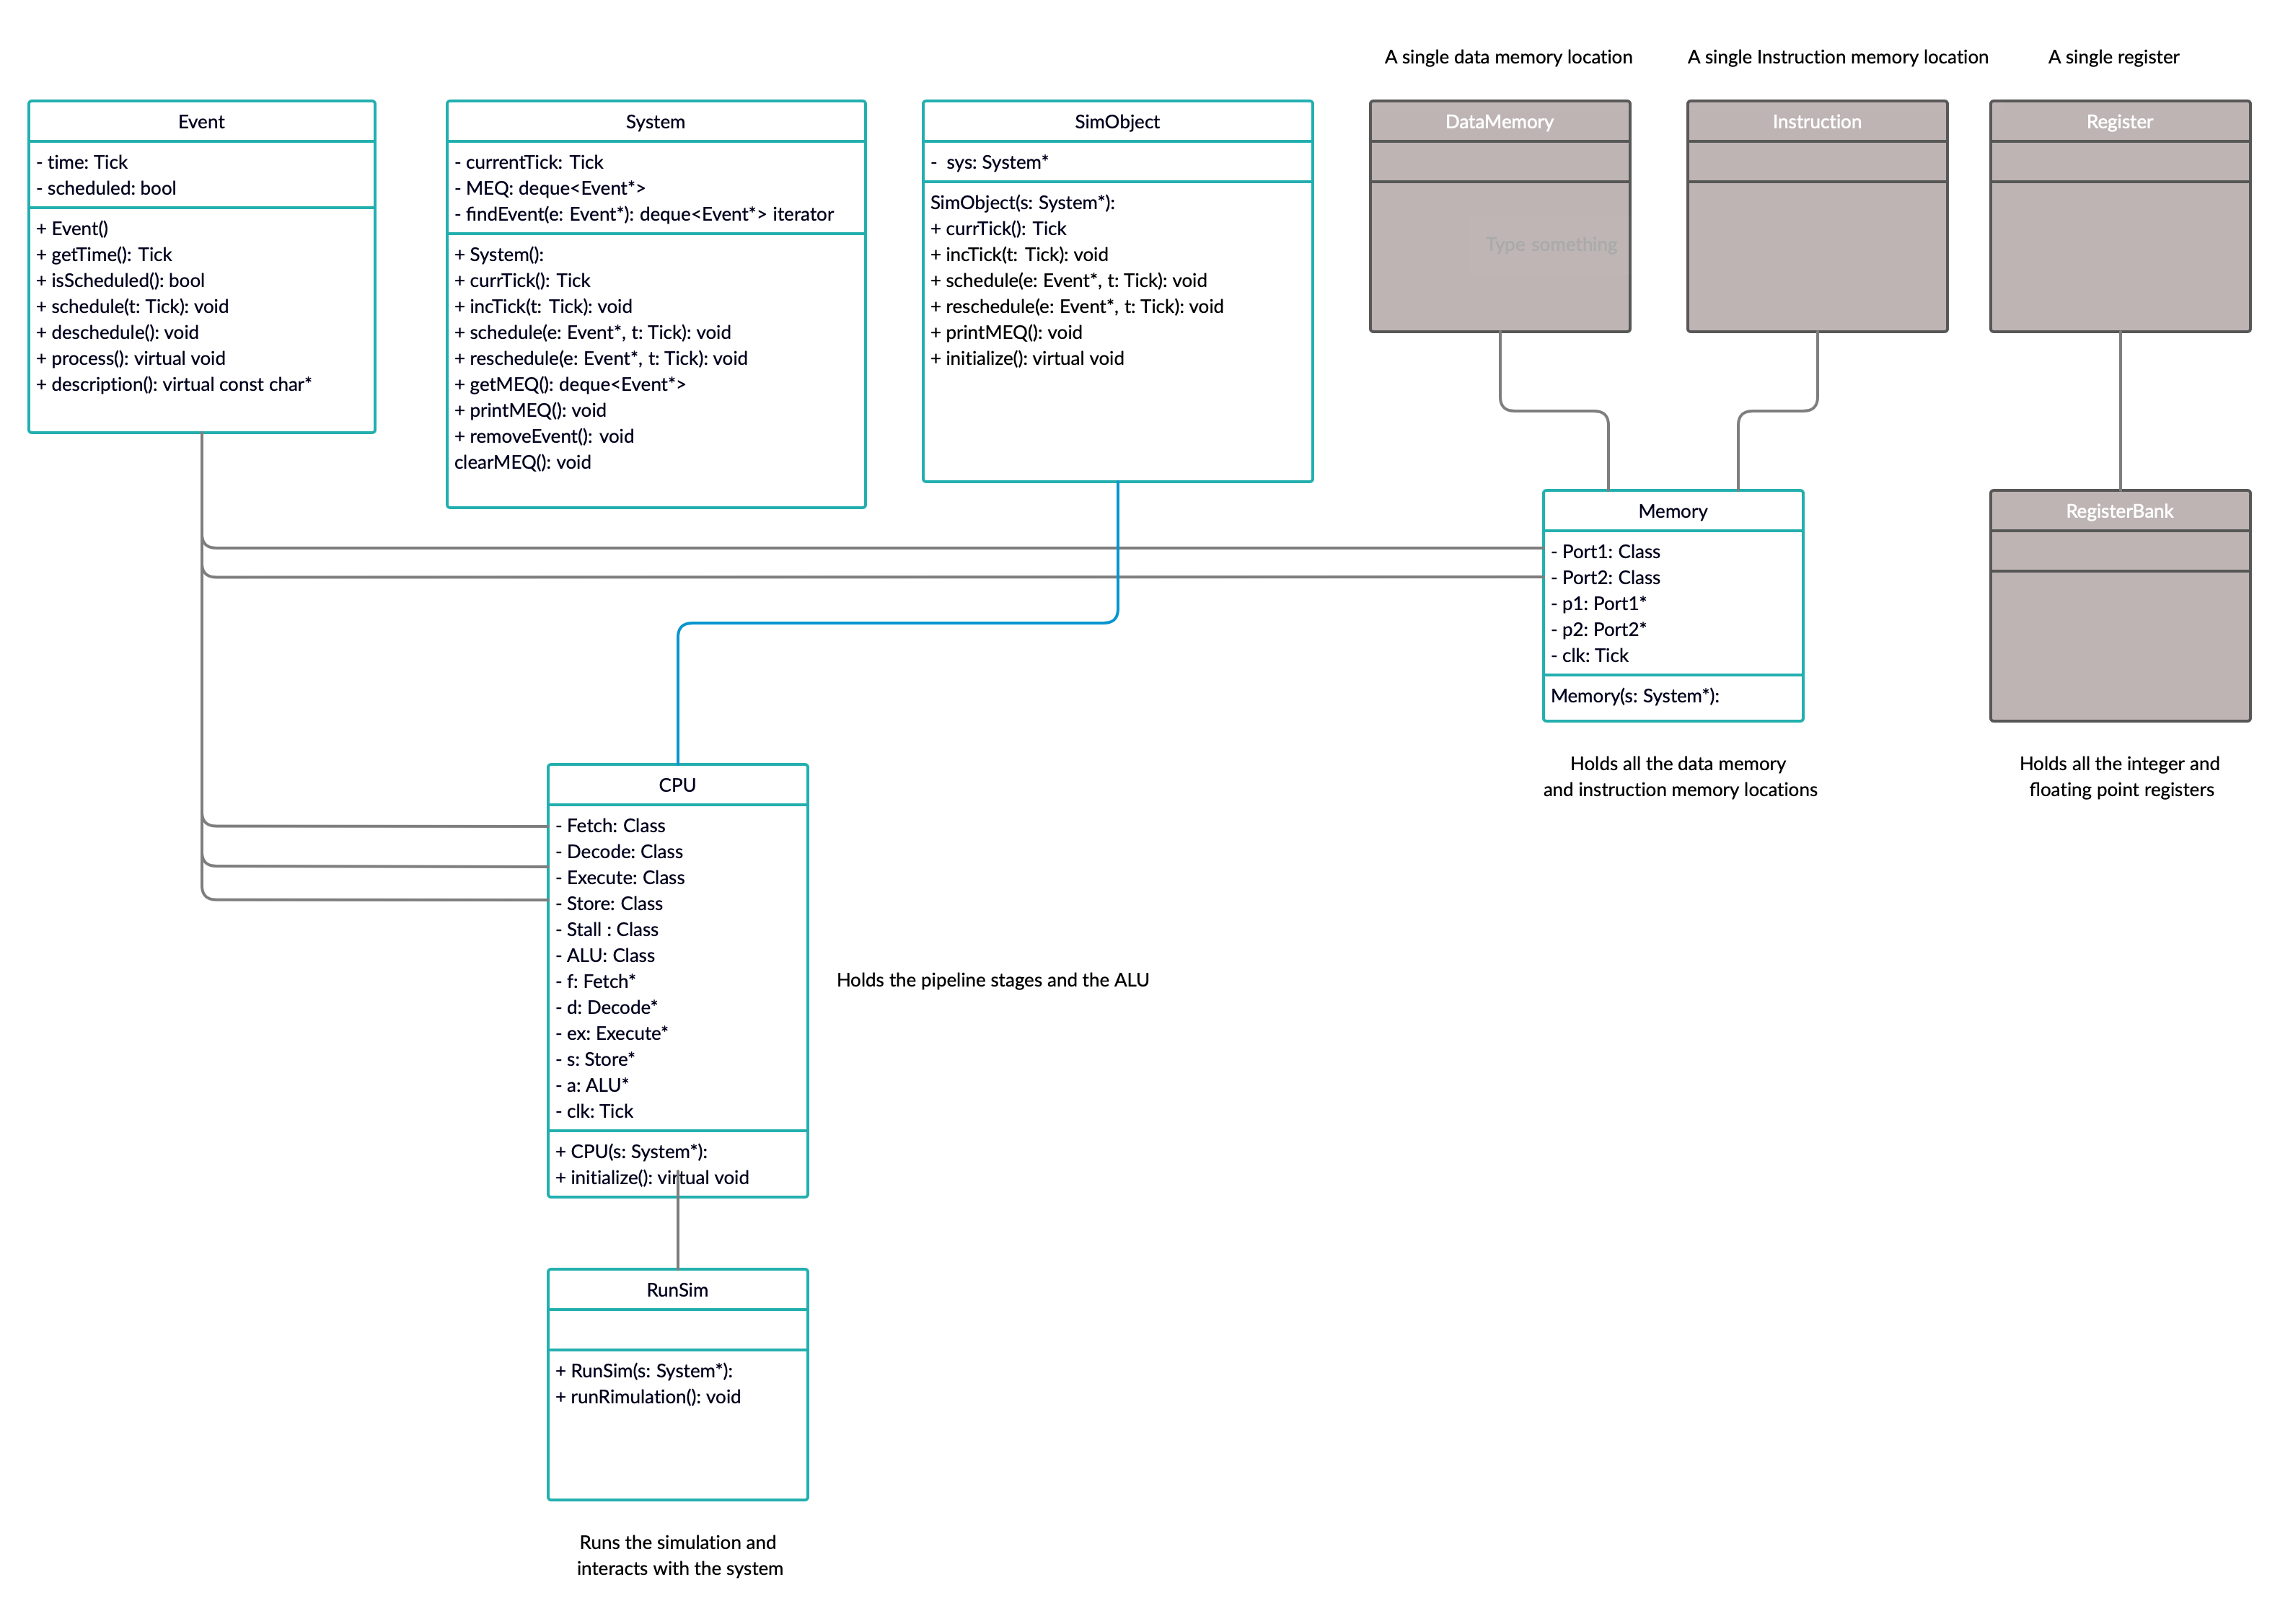 A single data memory location
A single Instruction memory location
A single register
Event
- time: Tick
- scheduled: bool
+ Event()
+ getTime(): Tick
+ isScheduled(): bool
+ schedule(t: Tick): void
+ deschedule(): void
+ process(): virtual void
+ description(): virtual const char*
System
- currentTick: Tick
- MEQ: deque<Event*>
- findEvent(e: Event*): deque<Event*> iterator
+ System():
+ currTick(): Tick
+ incTick(t: Tick): void
+ schedule(e: Event*, t: Tick): void
+ reschedule(e: Event*, t: Tick): void
+ getMEQ(): deque<Event*>
+ printMEQ(): void
+ removeEvent(): void
clearMEQ(): void
SimObject
- sys: System*
SimObject(s: System*):
+ currTick(): Tick
+ incTick(t: Tick): void
+ schedule(e: Event*, t: Tick): void
+ reschedule(e: Event*, t: Tick): void
+ printMEQ(): void
+ initialize(): virtual void
DataMemory
Type something
Instruction
Register
Memory
- Port1: Class
- Port2: Class
- p1: Port1*
- p2: Port2*
- clk: Tick
Memory(s: System*):
Holds all the data memory
and instruction memory locations
RegisterBank
Holds all the integer and
floating point registers
CPU
- Fetch: Class
- Decode: Class
- Execute: Class
- Store: Class
- Stall : Class
- ALU: Class
- f: Fetch*
- d: Decode*
- ex: Execute*
- s: Store*
- a: ALU*
- clk: Tick
+ CPU(s: System*):
+ initialize(): virtual void
Holds the pipeline stages and the ALU
RunSim
+ RunSim(s: System*):
+ runRimulation(): void
Runs the simulation and
interacts with the system